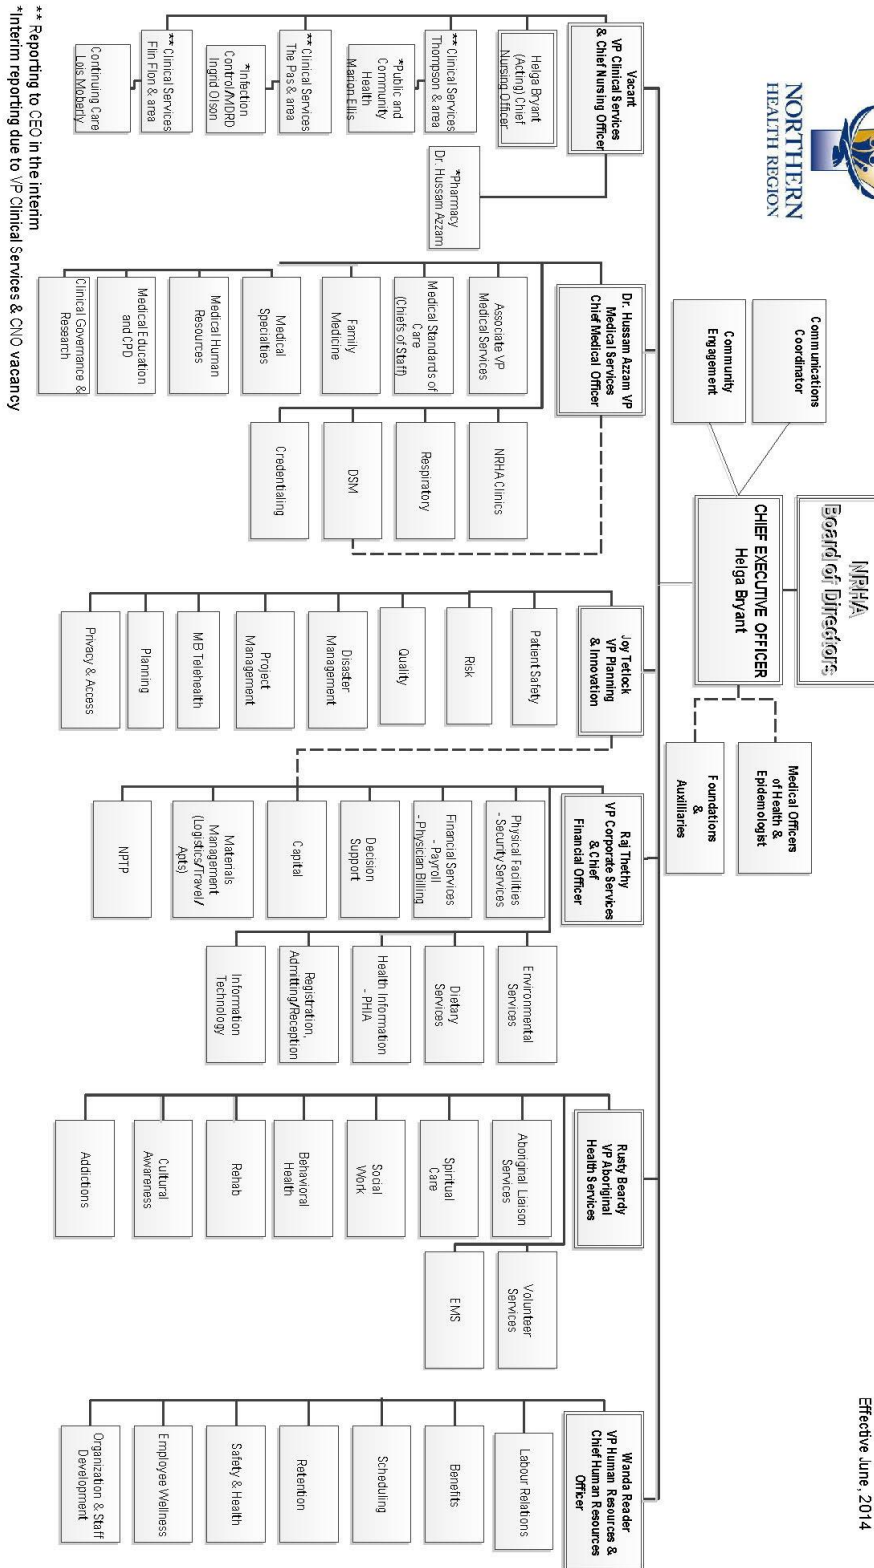 NORTHERN
HEALTH REGION
Effective June, 2014
NRHA
Board of Directors
CHIEF EXECUTIVE OFFICER
Helga Bryant
Communications
Coordinator
Community
Engagement
Medical Officers
of Health &
Epidemologist
Foundations
&
Auxilliaries
Vacant
VP Clinical Services
& Chief Nursing Officer
Helga Bryant
(Acting) Chief
Nursing Officer
** Clinical Services
Thompson & area
*Public and
Community
Health
Marion Ellis
** Clinical Services
The Pas & area
*Infection
Control/MDRD
Ingrid Olson
** Clinical Services
Flin Flon & area
Continuing Care
Lois Moberly
*Pharmacy
Dr. Hussam Azzam
Dr. Hussam Azzam VP
Medical Services
Chief Medical Officer
Associate VP
Medical Services
Medical Standards of
Care
(Chiefs of Staff)
Family
Medicine
Medical
Specialties
Medical Human
Resources
Medical Education
and CPD
Clinical Governance &
Research
NRHA Clinics
Respiratory
DSM
Credentialing
Joy Tetlock
VP Planning
& Innovation
Patient Safety
Risk
Quality
Disaster
Management
Project
Management
MB Telehealth
Planning
Privacy & Access
Raj Thethy
VP Corporate Services
& Chief
Financial Officer
Physical Facilities
- Security Services
Financial Services
- Payroll
- Physician Billing
Decision
Support
Capital
Materials
Management
(Logistics/Travel/
Apts)
NPTP
Environmental
Services
Dietary
Services
Health Information
- PHIA
Registration,
Admitting/Reception
Information
Technology
Rusty Beardy
VP Aboriginal
Health Services
Aboriginal Liaison
Services
Spiritual
Care
Social
Work
Behavioral
Health
Rehab
Cultural
Awareness
Addictions
Volunteer
Services
EMS
Wanda Reader
VP Human Resources &
Chief Human Resources
Officer
Labour Relations
Benefits
Scheduling
Retention
Safety & Health
Employee Wellness
Organization & Staff
Development
** Reporting to CEO in the interim
*Interim reporting due to VP Clinical Services & CNO vacancy